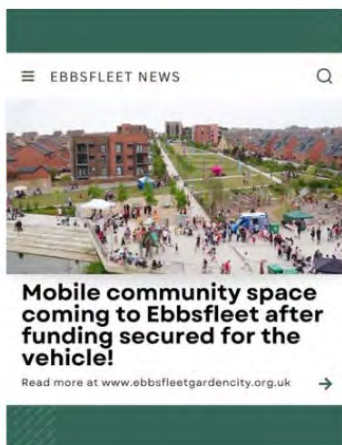 EBBSFLEET NEWS
Mobile community space
coming to Ebbsfleet after
funding secured for the
vehicle!
Read more at www.ebbsfleetgardencity.org.uk